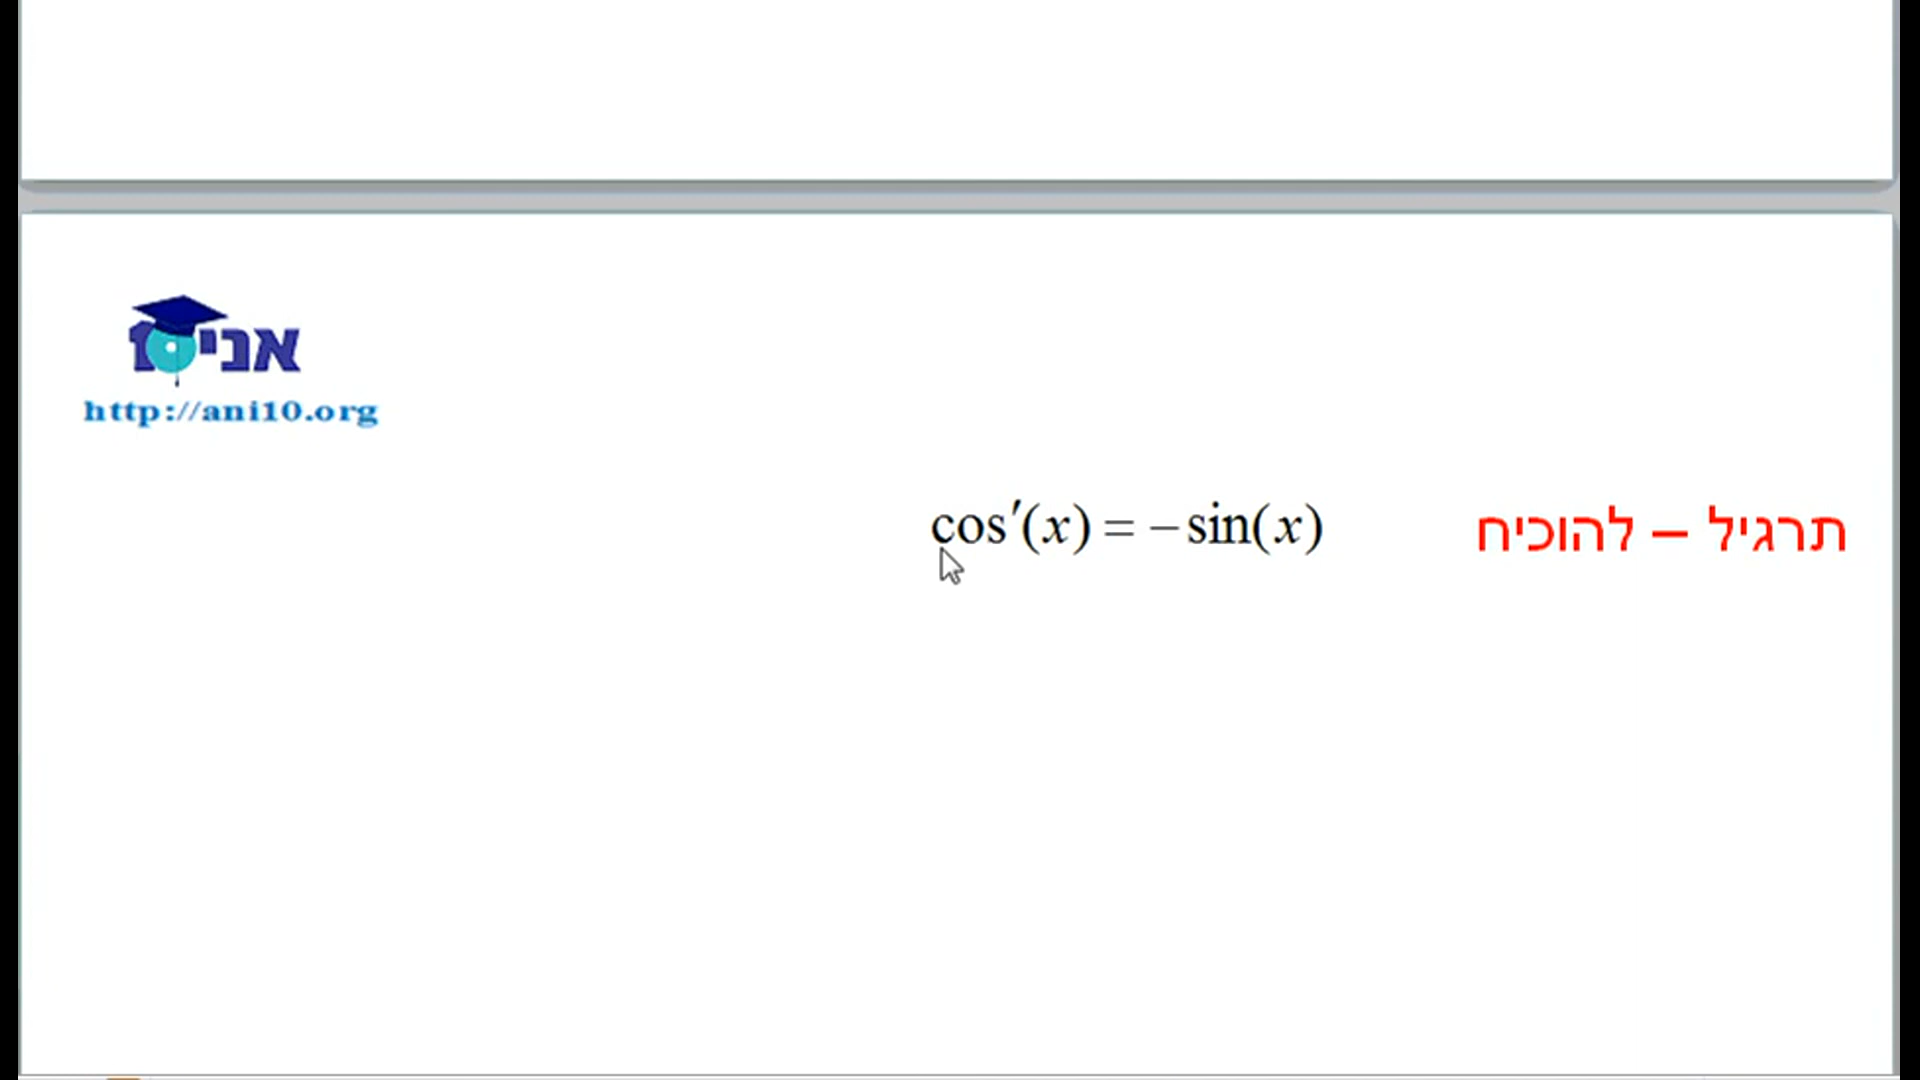 אני10
http://ani10.org
תרגיל – להוכיח cos′(x) = −sin(x)